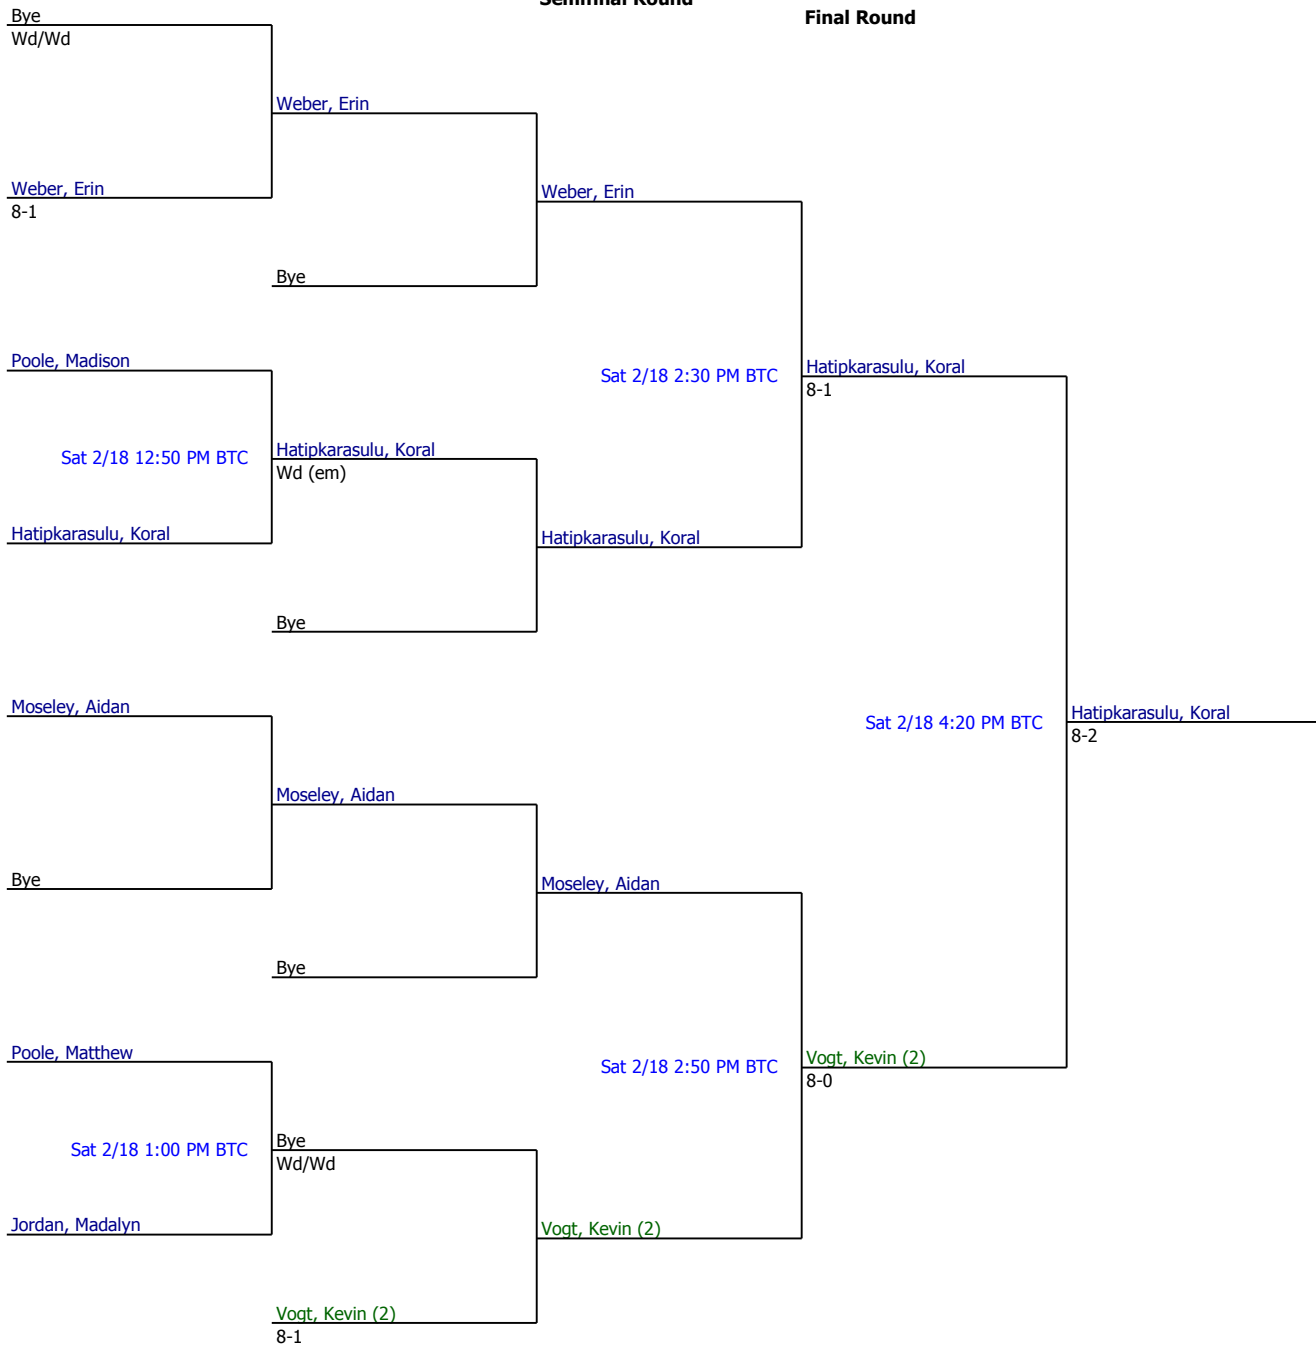 Semifinal Round
Final Round
Bye
Wd/Wd
Weber, Erin
Weber, Erin
8-1
Weber, Erin
Bye
Poole, Madison
Sat 2/18 2:30 PM BTC
Hatipkarasulu, Koral
8-1
Sat 2/18 12:50 PM BTC
Hatipkarasulu, Koral
Wd (em)
Hatipkarasulu, Koral
Hatipkarasulu, Koral
Bye
Moseley, Aidan
Sat 2/18 4:20 PM BTC
Hatipkarasulu, Koral
8-2
Moseley, Aidan
Bye
Moseley, Aidan
Bye
Poole, Matthew
Sat 2/18 2:50 PM BTC
Vogt, Kevin (2)
8-0
Sat 2/18 1:00 PM BTC
Bye
Wd/Wd
Jordan, Madalyn
Vogt, Kevin (2)
Vogt, Kevin (2)
8-1